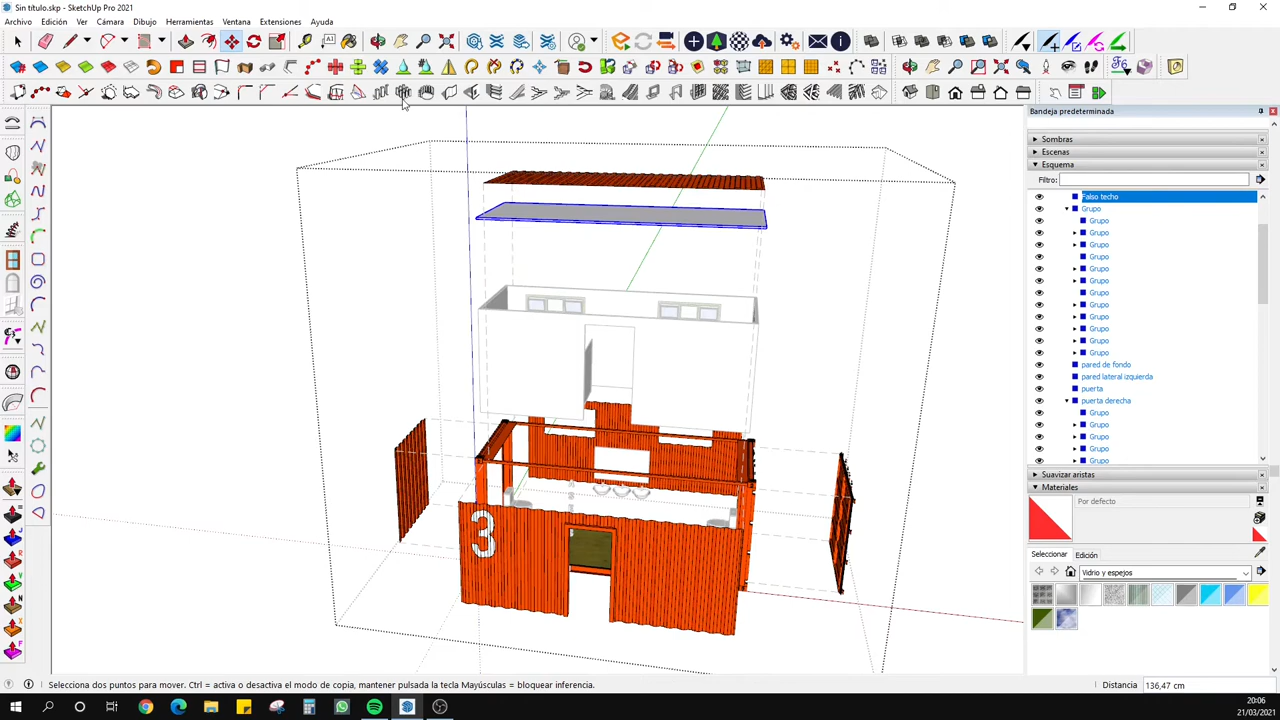 Sin título.skp - SketchUp Pro 2021
Archivo Edición Ver Cámara Dibujo Herramientas Ventana Extensiones Ayuda
Bandeja predeterminada
Sombras
Escenas
Esquema
Filtro:
Falso techo
Grupo
Grupo
Grupo
Grupo
Grupo
Grupo
Grupo
Grupo
Grupo
Grupo
Grupo
Grupo
Grupo
pared de fondo
pared lateral izquierda
puerta
puerta derecha
Grupo
Grupo
Grupo
Grupo
Grupo
Suavizar aristas
Materiales
Por defecto
Seleccionar Edición
Vidrio y espejos
3
Selecciona dos puntos para mover. Ctrl = activa o desactiva el modo de copia, mantener pulsada la tecla Mayúsculas = bloquear inferencia.
Distancia 136,47 cm
20:06
21/03/2021